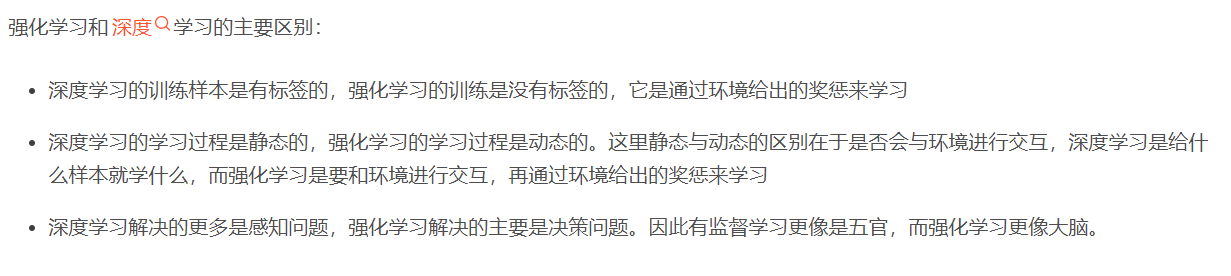 强化学习和 深度 学习的主要区别：
• 深度学习的训练样本是有标签的，强化学习的训练是没有标签的，它是通过环境给出的奖惩来学习
• 深度学习的学习过程是静态的，强化学习的学习过程是动态的。这里静态与动态的区别在于是否会与环境进行交互，深度学习是给什
么样本就学什么，而强化学习是要和环境进行交互，再通过环境给出的奖惩来学习
• 深度学习解决的更多是感知问题，强化学习解决的主要是决策问题。因此有监督学习更像是五官，而强化学习更像大脑。